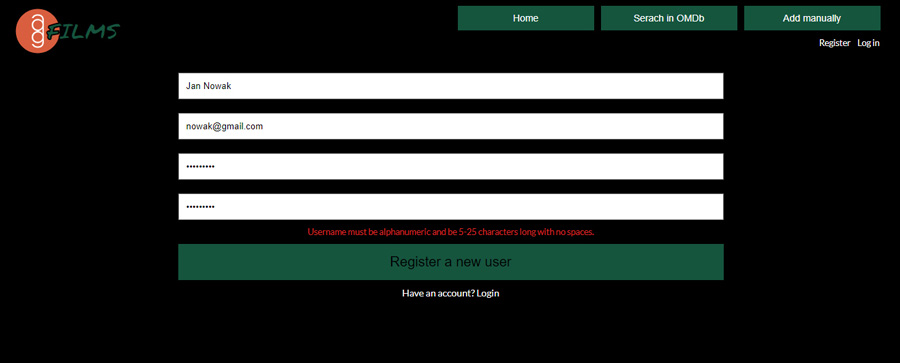 FILMS
Home
Serach in OMDb
Add manually
Register
Log in
Jan Nowak
nowak@gmail.com
•••••••••
•••••••••
Username must be alphanumeric and be 5-25 characters long with no spaces.
Register a new user
Have an account? Login